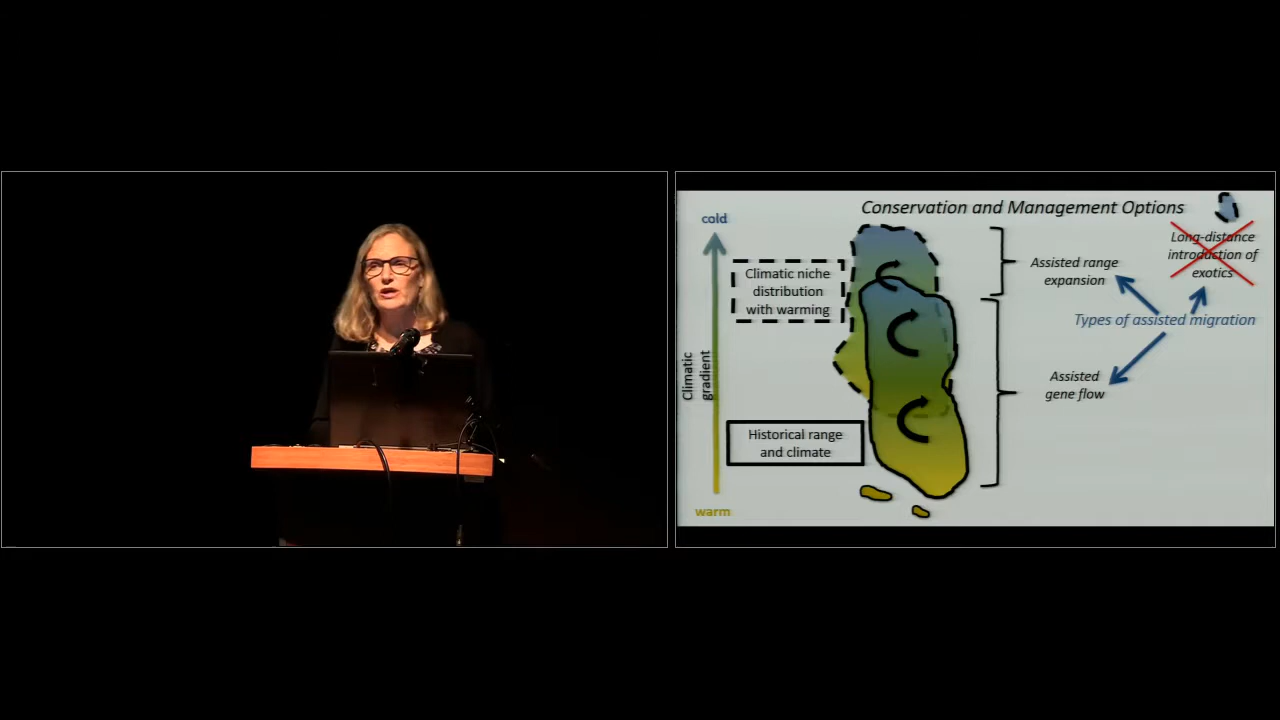 Conservation and Management Options
cold
Climatic niche
distribution
with warming
Climatic
gradient
Historical range
and climate
warm
Assisted range
expansion
Long-distance
introduction of
exotics
Types of assisted migration
Assisted
gene flow